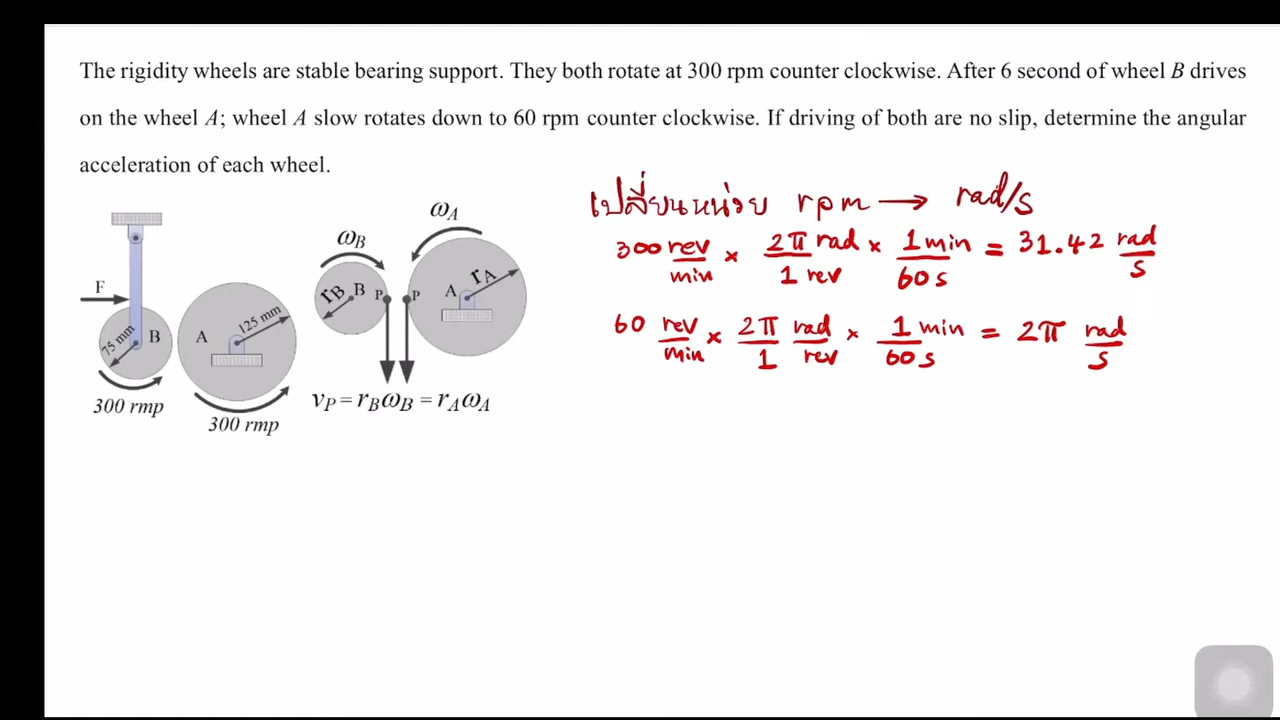 The rigidity wheels are stable bearing support. They both rotate at 300 rpm counter clockwise. After 6 second of wheel B drives
on the wheel A; wheel A slow rotates down to 60 rpm counter clockwise. If driving of both are no slip, determine the angular
acceleration of each wheel.
เปลี่ยนหน่วย rpm → rad/s
300 rev/min × 2π rad/1 rev × 1 min/60 s = 31.42 rad/s
60 rev/min × 2π/1 rad/rev × 1 min/60 s = 2π rad/s
F
75 mm
B
300 rmp
A
125 mm
300 rmp
ωB
rB B P
ωA
P A rA
vP = rBωB = rAωA